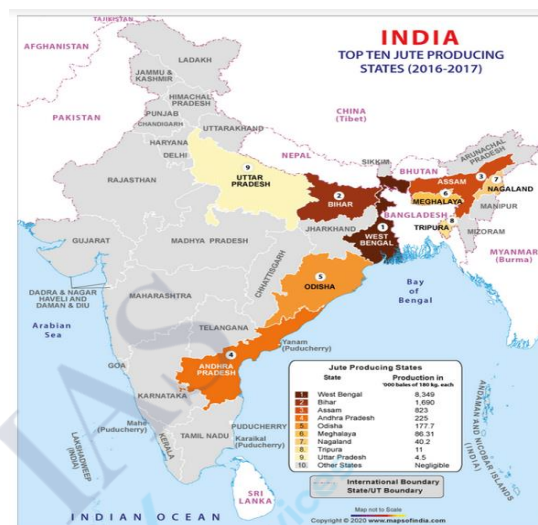 INDIA
TOP TEN JUTE PRODUCING
STATES (2016-2017)
TAJIKISTAN
AFGHANISTAN
LADAKH
JAMMU &
KASHMIR
HIMACHAL
PRADESH
PAKISTAN
PUNJAB
CHANDIGARH
UTTARAKHAND
CHINA
(Tibet)
HARYANA
DELHI
NEPAL
SIKKIM
BHUTAN
ARUNACHAL
PRADESH
RAJASTHAN
9
UTTAR
PRADESH
2
BIHAR
ASSAM
3
7
NAGALAND
6
MEGHALAYA
MANIPUR
BANGLADESH
8
TRIPURA
MIZORAM
GUJARAT
MADHYA PRADESH
JHARKHAND
1
WEST
BENGAL
MYANMAR
(Burma)
CHHATTISGARH
5
ODISHA
DADRA & NAGAR
HAVELI AND
DAMAN & DIU
MAHARASHTRA
Bay
of
Bengal
Arabian
Sea
TELANGANA
Yanam
(Puducherry)
GOA
4
ANDHRA
PRADESH
KARNATAKA
Mahe
(Puducherry)
PUDUCHERRY
Karaikal
(Puducherry)
TAMIL NADU
KERALA
LAKSHADWEEP
(INDIA)
SRI
LANKA
ANDAMAN AND NICOBAR ISLANDS
(INDIA)
INDIAN OCEAN
Jute Producing States
State Production in
'000 bales of 180 kg. each
1 West Bengal 8,349
2 Bihar 1,690
3 Assam 823
4 Andhra Pradesh 225
5 Odisha 177.7
6 Meghalaya 86.31
7 Nagaland 40.2
8 Tripura 11
9. Uttar Pradesh 4.5
10. Other States Negligible
International Boundary
State/UT Boundary
Map not to Scale
Copyright © 2020 www.mapsofindia.com
IAS